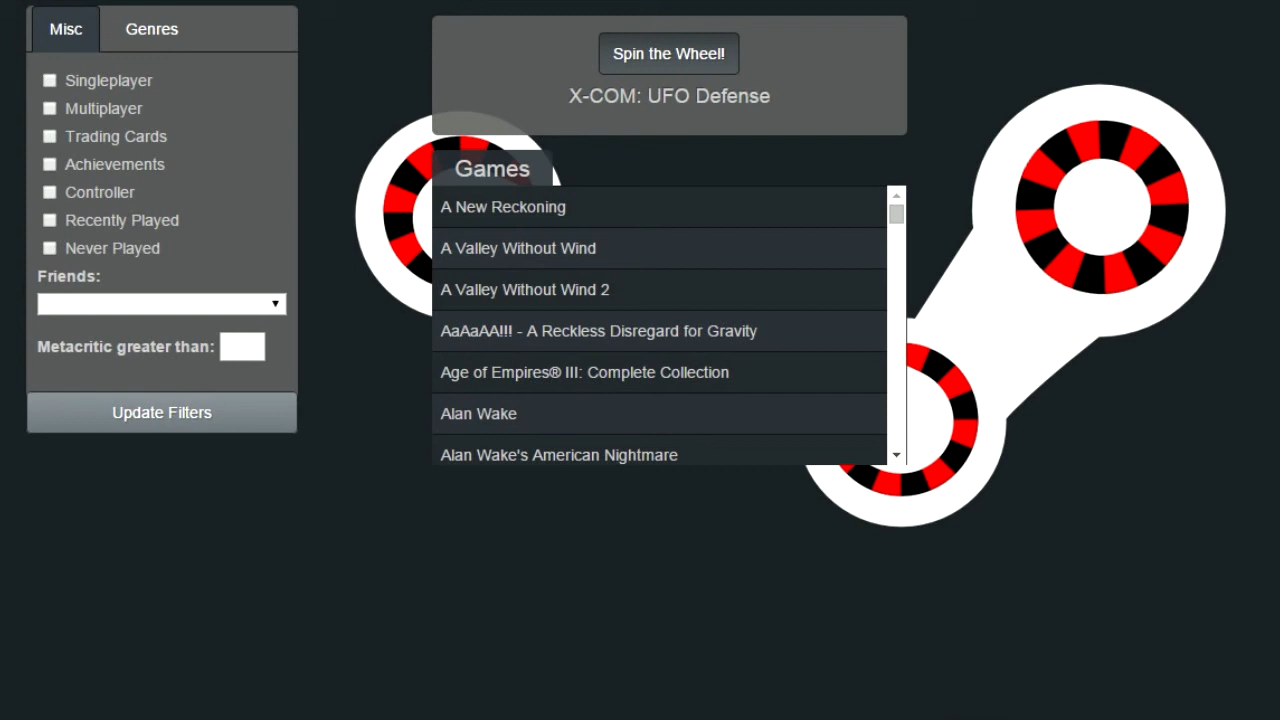 Misc Genres
Singleplayer
Multiplayer
Trading Cards
Achievements
Controller
Recently Played
Never Played
Friends:
Metacritic greater than:
Update Filters
Spin the Wheel!
X-COM: UFO Defense
Games
A New Reckoning
A Valley Without Wind
A Valley Without Wind 2
AaAaAA!!! - A Reckless Disregard for Gravity
Age of Empires® III: Complete Collection
Alan Wake
Alan Wake's American Nightmare